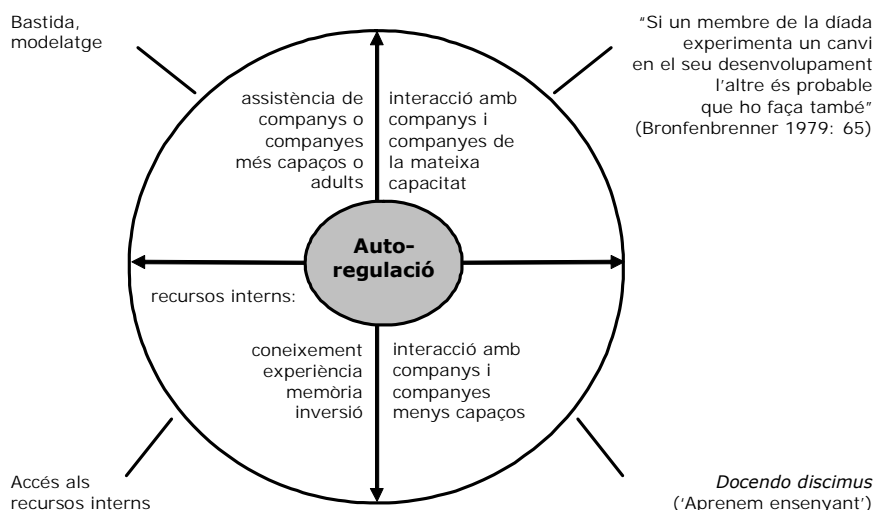 Bastida,
modelatge
"Si un membre de la díada
experimenta un canvi
en el seu desenvolupament
l'altre és probable
que ho faça també"
(Bronfenbrenner 1979: 65)
assistència de
companys o
companyes
més capaços o
adults
interacció amb
companys i
companyes de
la mateixa
capacitat
Auto-
regulació
recursos interns:
coneixement
experiència
memòria
inversió
interacció amb
companys i
companyes
menys capaços
Accés als
recursos interns
Docendo discimus
('Aprenem ensenyant')